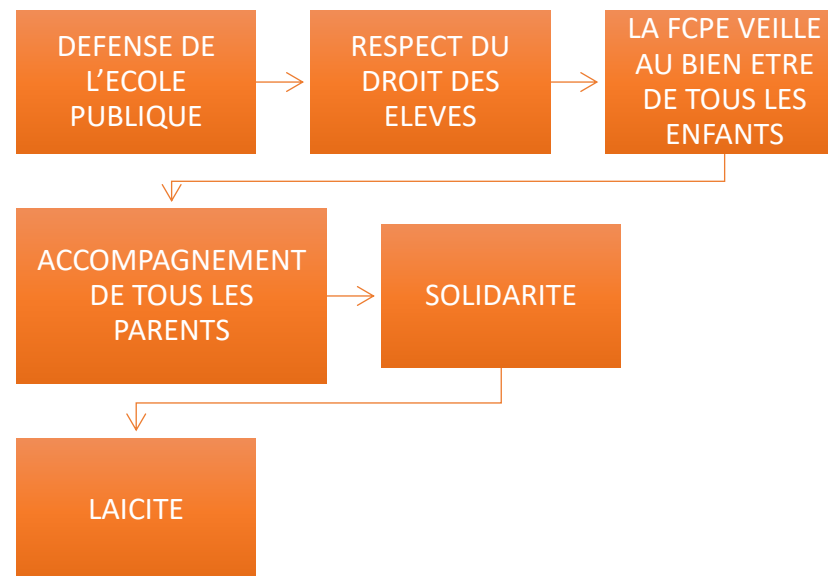 DEFENSE DE
L’ECOLE
PUBLIQUE
RESPECT DU
DROIT DES
ELEVES
LA FCPE VEILLE
AU BIEN ETRE
DE TOUS LES
ENFANTS
ACCOMPAGNEMENT
DE TOUS LES
PARENTS
SOLIDARITE
LAICITE